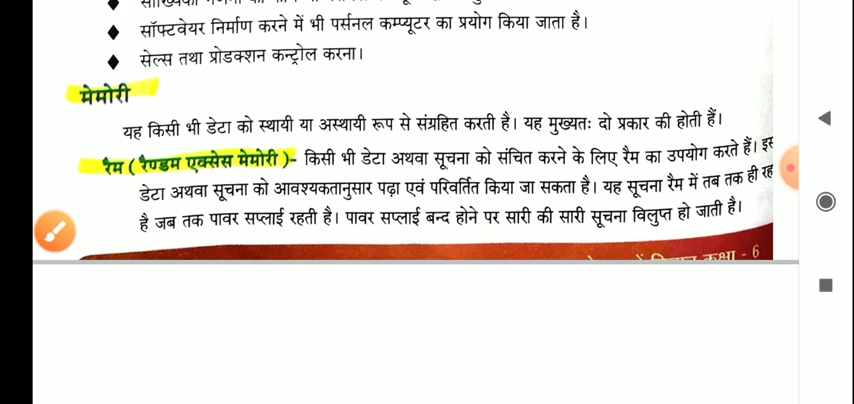 ◆ सॉफ्टवेयर निर्माण करने में भी पर्सनल कम्प्यूटर का प्रयोग किया जाता है।
◆ सेल्स तथा प्रोडक्शन कन्ट्रोल करना।
मेमोरी
यह किसी भी डेटा को स्थायी या अस्थायी रूप से संग्रहित करती है। यह मुख्यतः दो प्रकार की होती हैं।
रैम ( रैण्डम एक्सेस मेमोरी )- किसी भी डेटा अथवा सूचना को संचित करने के लिए रैम का उपयोग करते हैं।
डेटा अथवा सूचना को आवश्यकतानुसार पढ़ा एवं परिवर्तित किया जा सकता है। यह सूचना रैम में तब तक ही
है जब तक पावर सप्लाई रहती है। पावर सप्लाई बन्द होने पर सारी की सारी सूचना विलुप्त हो जाती है।
कक्षा - 6